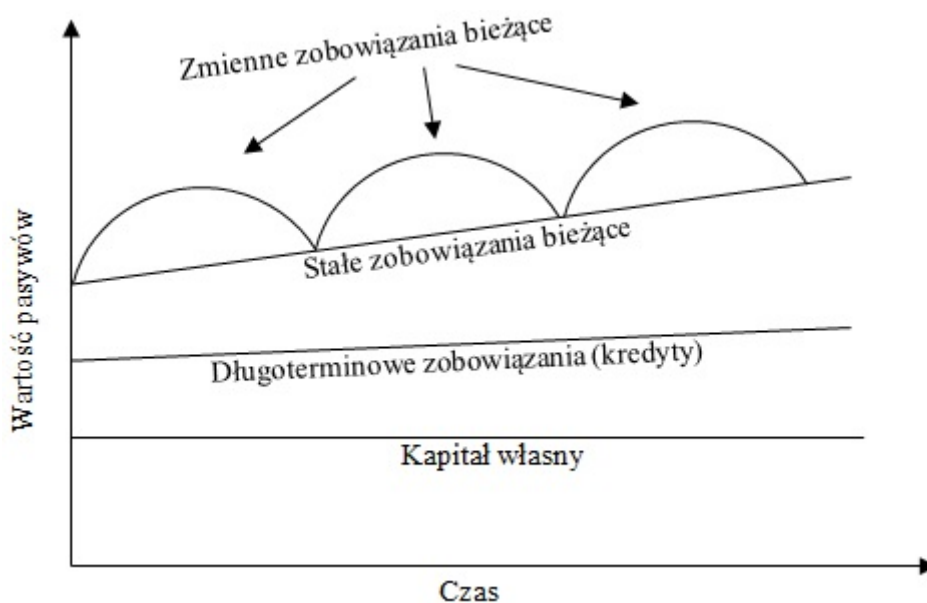 Zmienne zobowiązania bieżące
Stałe zobowiązania bieżące
Długoterminowe zobowiązania (kredyty)
Kapitał własny
Wartość pasywów
Czas